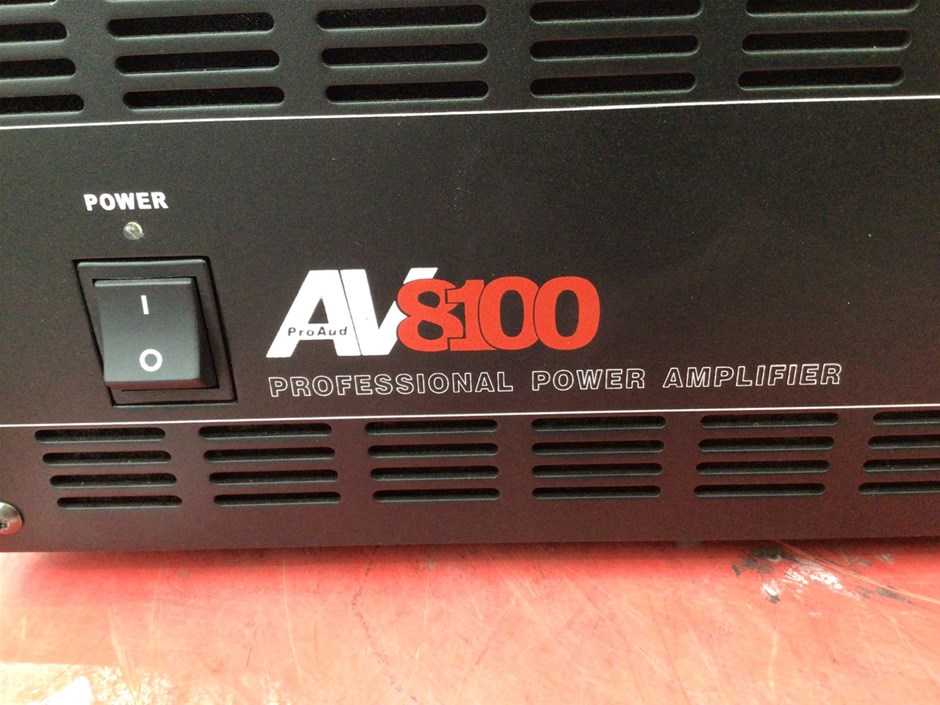 POWER
I
O
AV8100
ProAud
PROFESSIONAL POWER AMPLIFIER